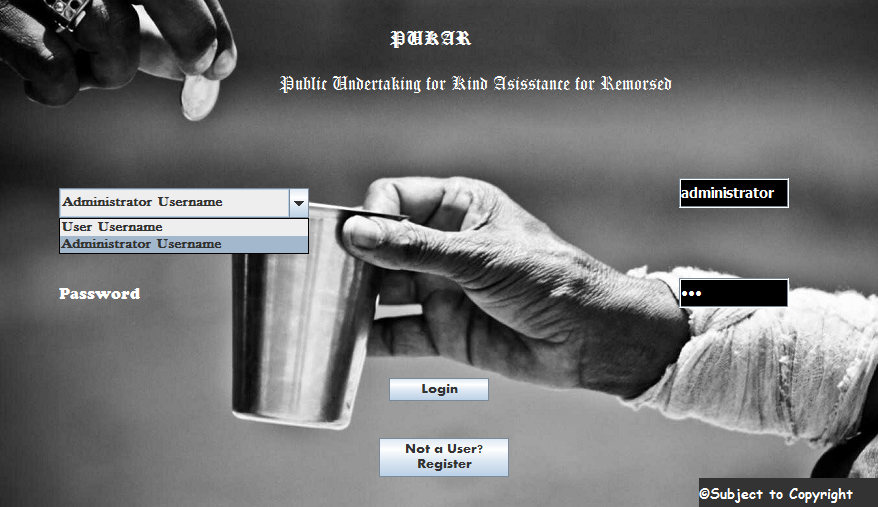 PUKAR
Public Undertaking for Kind Asisstance for Remorsed
Administrator Username
administrator
User Username
Administrator Username
Password
•••
Login
Not a User?
Register
©Subject to Copyright